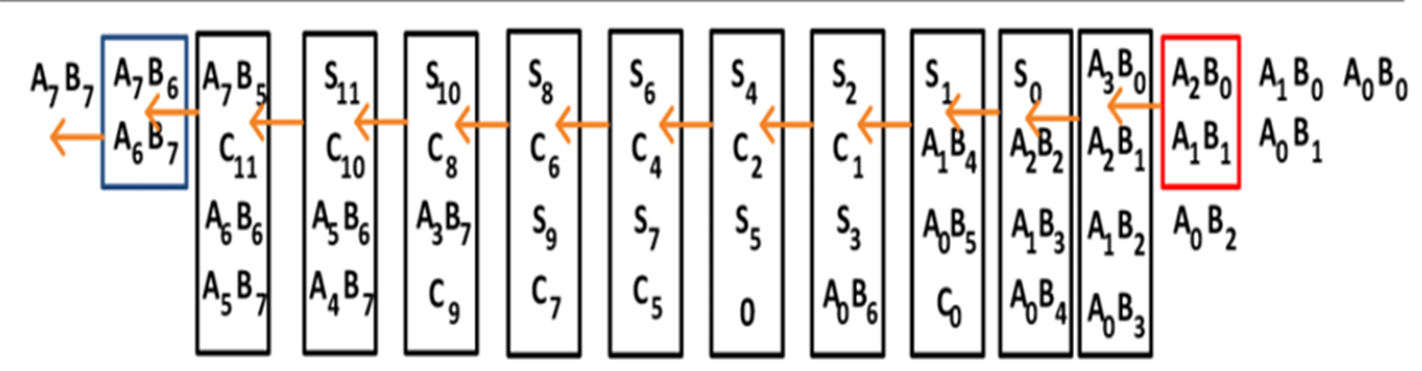 A7B7 A7B6 A7B5 S11 S10 S8 S6 S4 S2 S1 S0 A3B0 A2B0 A1B0 A0B0
A6B7 C11 C10 C8 C6 C4 C2 C1 A1B4 A2B2 A2B1 A1B1 A0B1
A6B6 A5B6 A3B7 S9 S7 S5 S3 A0B5 A1B3 A1B2 A0B2
A5B7 A4B7 C9 C7 C5 0 A0B6 C0 A0B4 A0B3